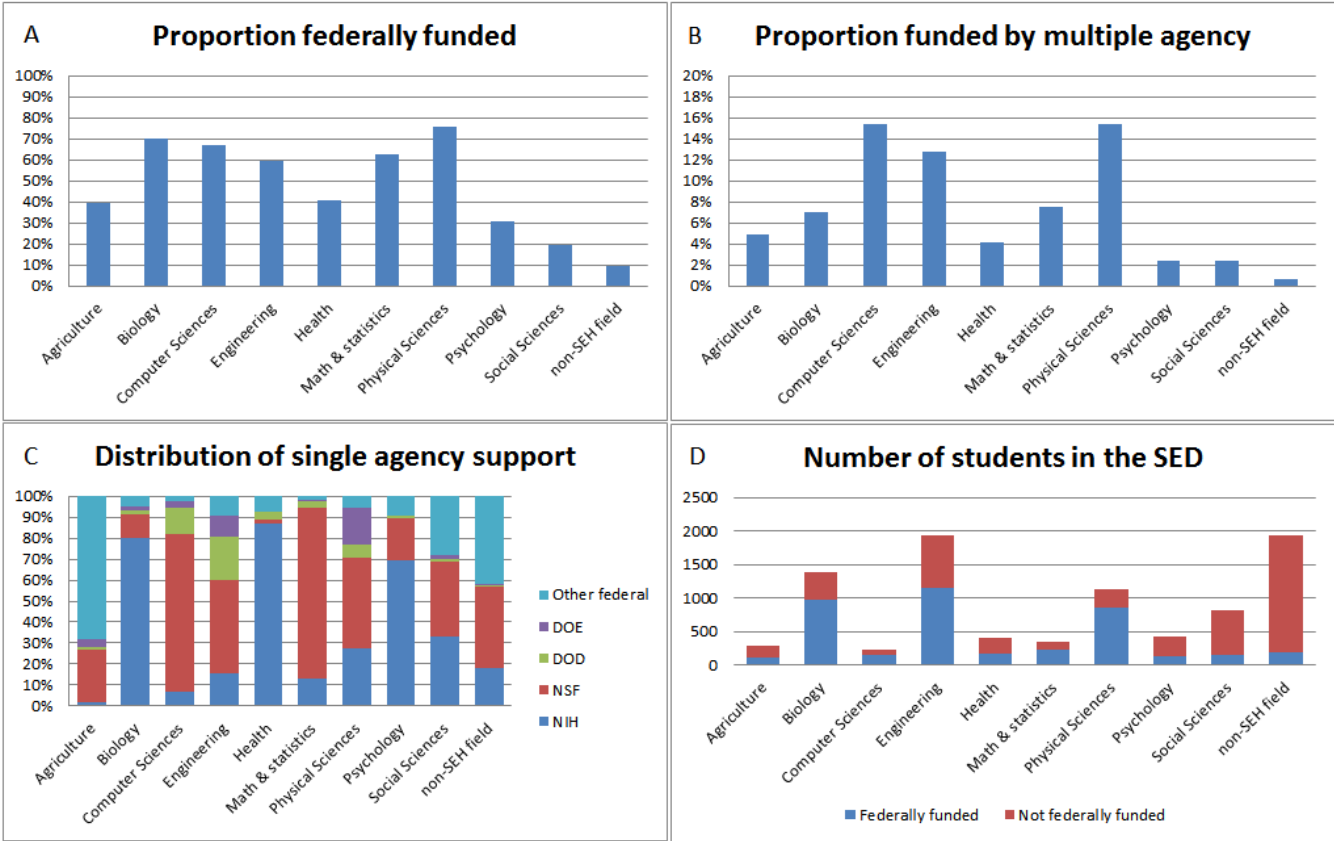 A Proportion federally funded
100%
90%
80%
70%
60%
50%
40%
30%
20%
10%
0%
Agriculture
Biology
Computer Sciences
Engineering
Health
Math & statistics
Physical Sciences
Psychology
Social Sciences
non-SEH field
B Proportion funded by multiple agency
20%
18%
16%
14%
12%
10%
8%
6%
4%
2%
0%
Agriculture
Biology
Computer Sciences
Engineering
Health
Math & statistics
Physical Sciences
Psychology
Social Sciences
non-SEH field
C Distribution of single agency support
100%
90%
80%
70%
60%
50%
40%
30%
20%
10%
0%
Agriculture
Biology
Computer Sciences
Engineering
Health
Math & statistics
Physical Sciences
Psychology
Social Sciences
non-SEH field
Other federal
DOE
DOD
NSF
NIH
D Number of students in the SED
2500
2000
1500
1000
500
0
Agriculture
Biology
Computer Sciences
Engineering
Health
Math & statistics
Physical Sciences
Psychology
Social Sciences
non-SEH field
Federally funded
Not federally funded